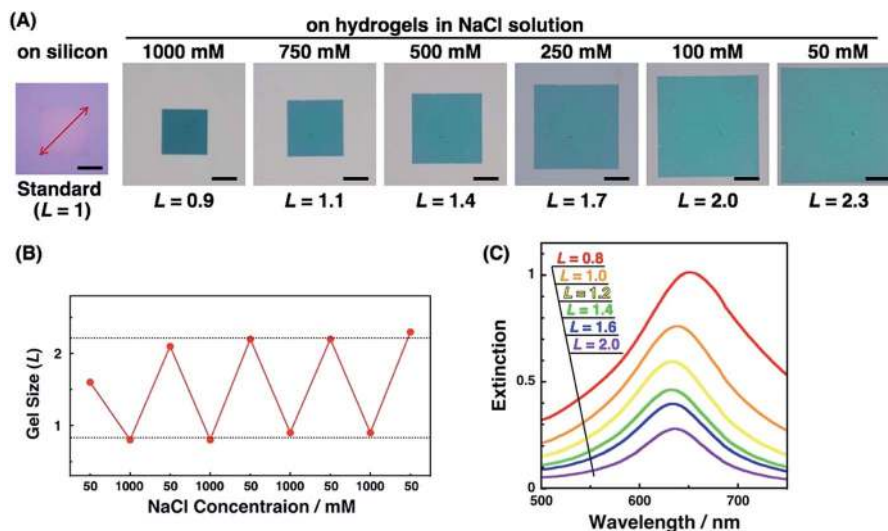 (A)
on hydrogels in NaCl solution
on silicon 1000 mM 750 mM 500 mM 250 mM 100 mM 50 mM
Standard
(L = 1)
L = 0.9 L = 1.1 L = 1.4 L = 1.7 L = 2.0 L = 2.3
(B)
Gel Size (L)
2
1
50 1000 50 1000 50 1000 50 1000 50
NaCl Concentraion / mM
(C)
Extinction
1
0.5
0
L = 0.8
L = 1.0
L = 1.2
L = 1.4
L = 1.6
L = 2.0
500 600 700
Wavelength / nm